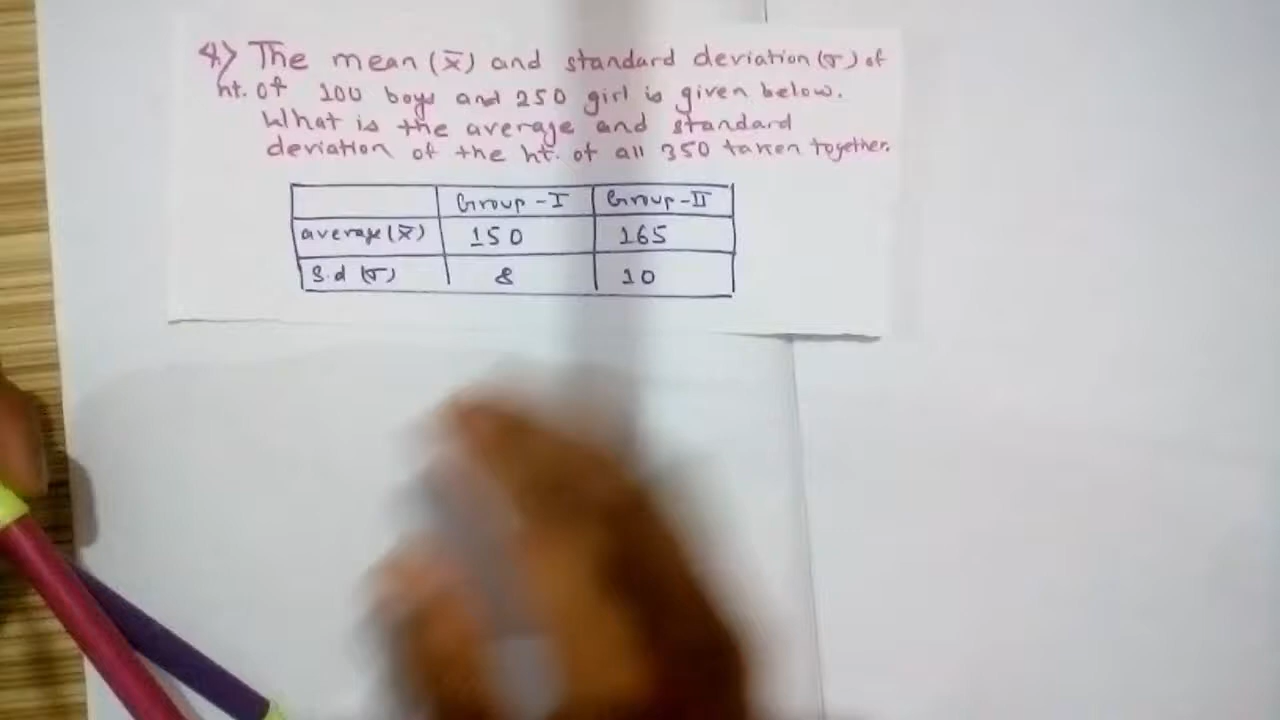 Q) The mean (x̄) and standard deviation (σ) of
ht. of 100 boys and 250 girl is given below.
What is the average and standard
deviation of the ht. of all 350 taken together.
Group - I Group - II
average (x̄) 150 165
S.d (σ) 8 10